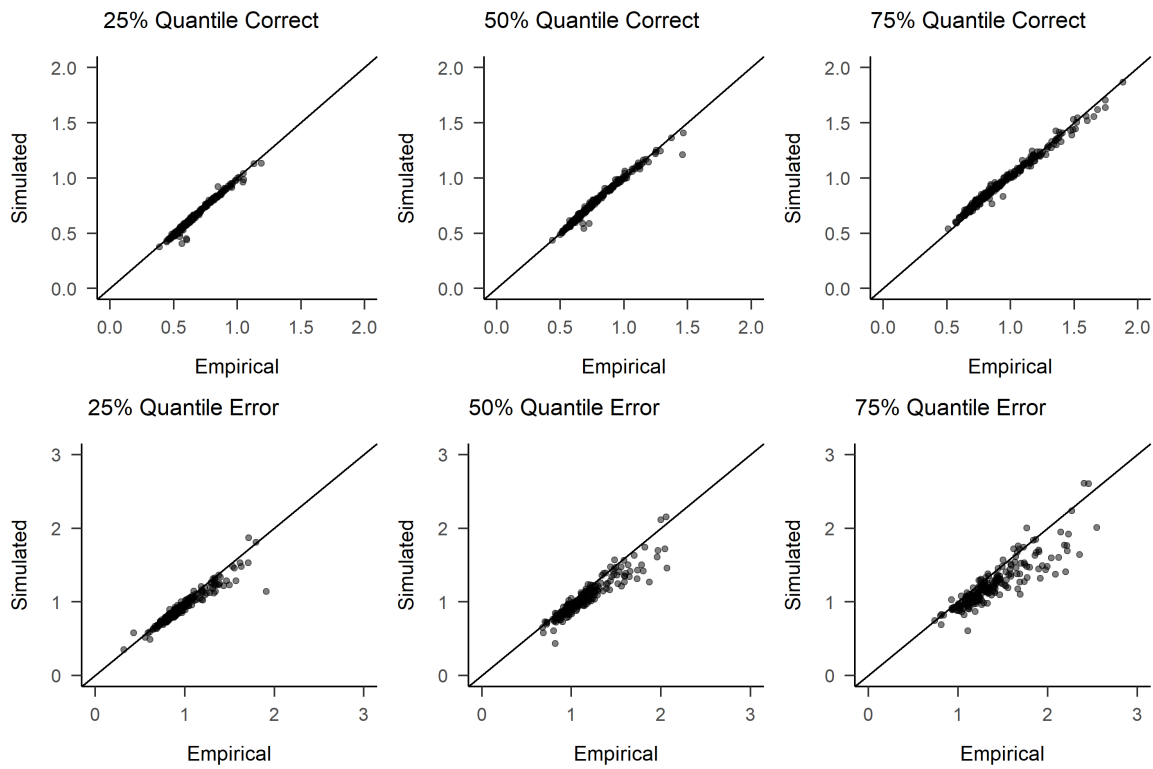 25% Quantile Correct
2.0
1.5
1.0
0.5
0.0
Simulated
0.0 0.5 1.0 1.5 2.0
Empirical
50% Quantile Correct
2.0
1.5
1.0
0.5
0.0
Simulated
0.0 0.5 1.0 1.5 2.0
Empirical
75% Quantile Correct
2.0
1.5
1.0
0.5
0.0
Simulated
0.0 0.5 1.0 1.5 2.0
Empirical
25% Quantile Error
3
2
1
0
Simulated
0 1 2 3
Empirical
50% Quantile Error
3
2
1
0
Simulated
0 1 2 3
Empirical
75% Quantile Error
3
2
1
0
Simulated
0 1 2 3
Empirical